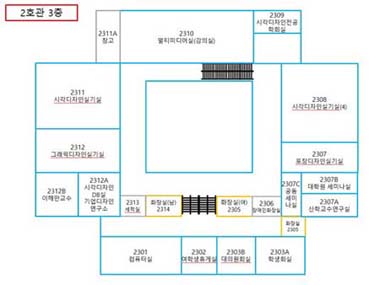 2호관 3층
2311A
창고
2310
멀티미디어실(강의실)
2309
시각디자인전공
학회실
2311
시각디자인실기실
2308
시각디자인실기실(4)
2312
그래픽디자인실기실
2307
포장디자인실기실
2312B
이해만교수
2312A
시각디자인
DB실
기업디자인
연구소
2313
세척실
화장실(남)
2314
화장실(여)
2305
2306
장애인화장실
2307C
공동
세미
나실
2307B
대학원 세미나실
2307A
산학교수연구실
화장실
2305
2301
컴퓨터실
2302
여학생휴게실
2303B
대의원회실
2303A
학생회실